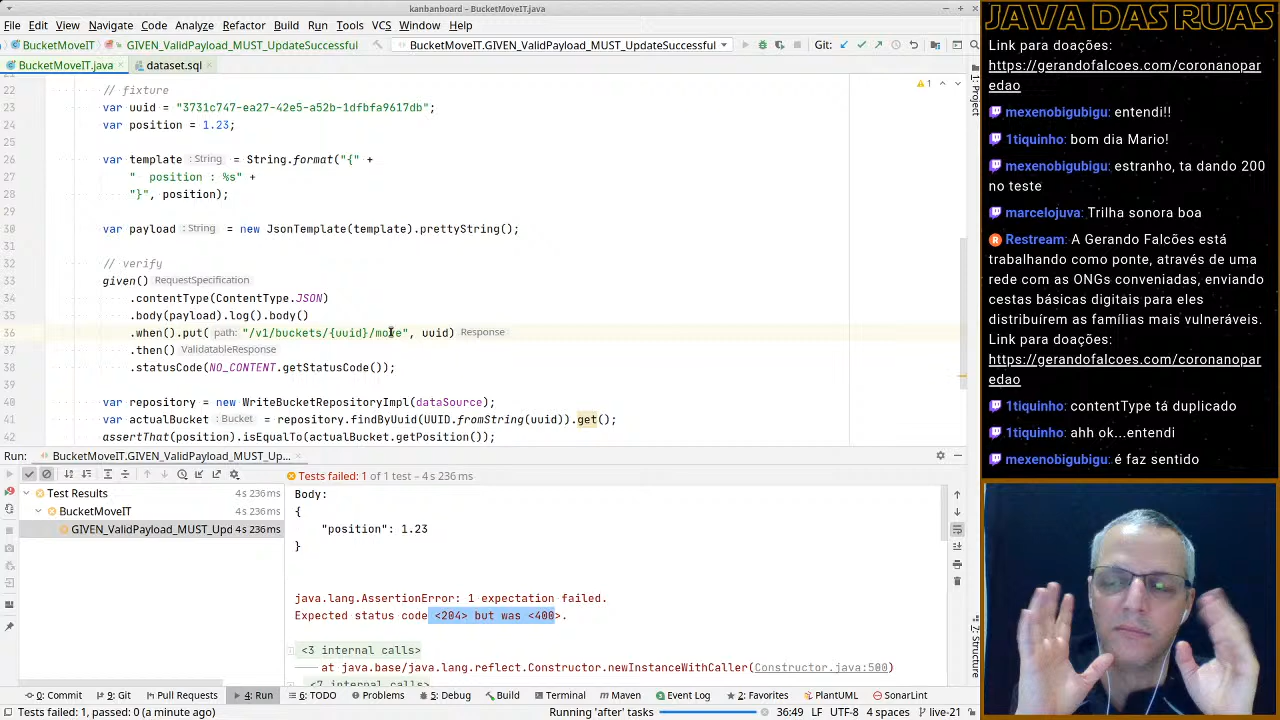 kanbanboard – BucketMoveIT.java
File Edit View Navigate Code Analyze Refactor Build Run Tools VCS Window Help
BucketMoveIT GIVEN_ValidPayload_MUST_UpdateSuccessful BucketMoveIT.GIVEN_ValidPayload_MUST_UpdateSuccessful Git:
BucketMoveIT.java dataset.sql
1
22 // fixture
23 var uuid = "3731c747-ea27-42e5-a52b-1dfbfa9617db";
24 var position = 1.23;
25
26 var template : String = String.format("{" +
27 "  position : %s" +
28 "}", position);
29
30 var payload : String = new JsonTemplate(template).prettyString();
31
32 // verify
33 given() RequestSpecification
34 .contentType(ContentType.JSON)
35 .body(payload).log().body()
36 .when().put( path: "/v1/buckets/{uuid}/move", uuid) Response
37 .then() ValidatableResponse
38 .statusCode(NO_CONTENT.getStatusCode());
39
40 var repository = new WriteBucketRepositoryImpl(dataSource);
41 var actualBucket : Bucket = repository.findByUuid(UUID.fromString(uuid)).get();
42 assertThat(position).isEqualTo(actualBucket.getPosition());
1: Project
7: Structure
Run: BucketMoveIT.GIVEN_ValidPayload_MUST_Up...
Tests failed: 1 of 1 test – 4 s 236 ms
Test Results 4 s 236 ms
BucketMoveIT 4 s 236 ms
GIVEN_ValidPayload_MUST_Upd 4 s 236 ms
Body:
{
"position": 1.23
}
java.lang.AssertionError: 1 expectation failed.
Expected status code <204> but was <400>.
<3 internal calls>
at java.base/java.lang.reflect.Constructor.newInstanceWithCaller(Constructor.java:500)
<7 internal calls>
0: Commit 9: Git Pull Requests 4: Run 6: TODO Problems 5: Debug Build Terminal Maven Event Log 2: Favorites PlantUML SonarLint
Tests failed: 1, passed: 0 (a minute ago) Running 'after' tasks 36:49 LF UTF-8 4 spaces live-21
JAVA DAS RUAS
Link para doações:
https://gerandofalcoes.com/coronanopar
edao
mexenobigubigu: entendi!!
1tiquinho: bom dia Mario!
mexenobigubigu: estranho, ta dando 200
no teste
marcelojuva: Trilha sonora boa
Restream: A Gerando Falcões está
trabalhando como ponte, através de uma
rede com as ONGs conveniadas, enviando
cestas básicas digitais para eles
distribuírem as famílias mais vulneráveis.
Link para doações:
https://gerandofalcoes.com/coronanopar
edao
1tiquinho: contentType tá duplicado
1tiquinho: ahh ok...entendi
mexenobigubigu: é faz sentido